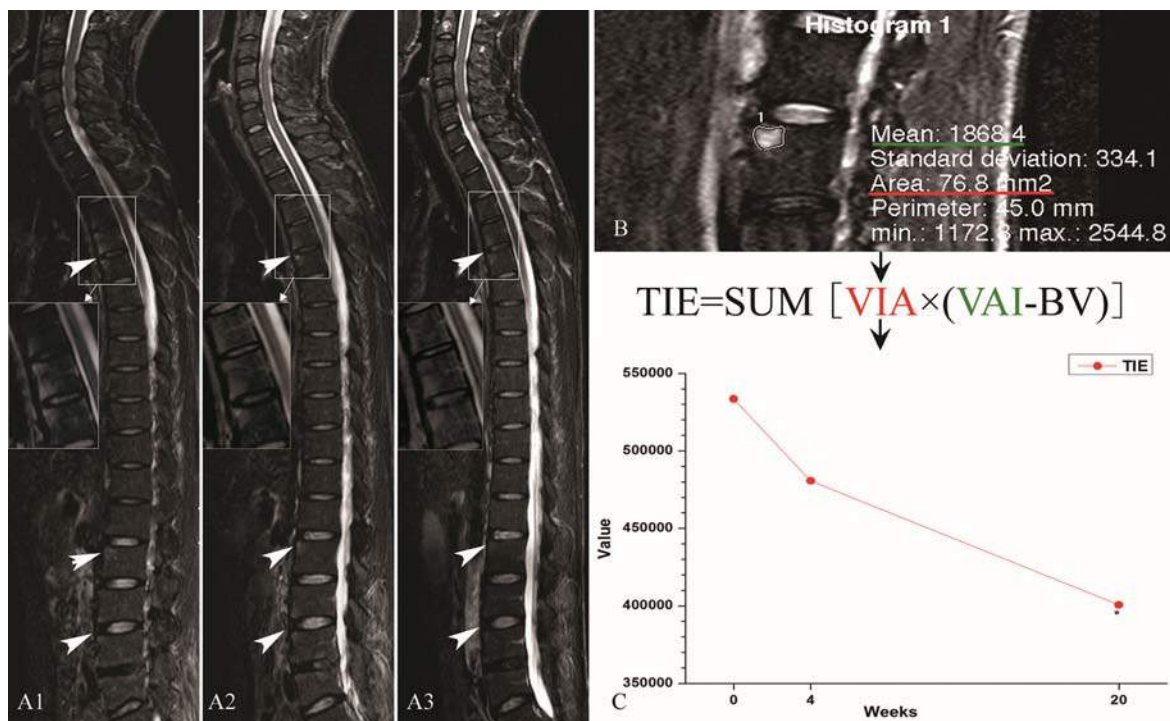 A1
A2
A3
Histogram 1
1
Mean: 1868.4
Standard deviation: 334.1
Area: 76.8 mm2
Perimeter: 45.0 mm
min.: 1172.8 max.: 2544.8
B
TIE=SUM [VIA×(VAI-BV)]
TIE
550000
500000
450000
400000
350000
Value
0
4
20
*
Weeks
C